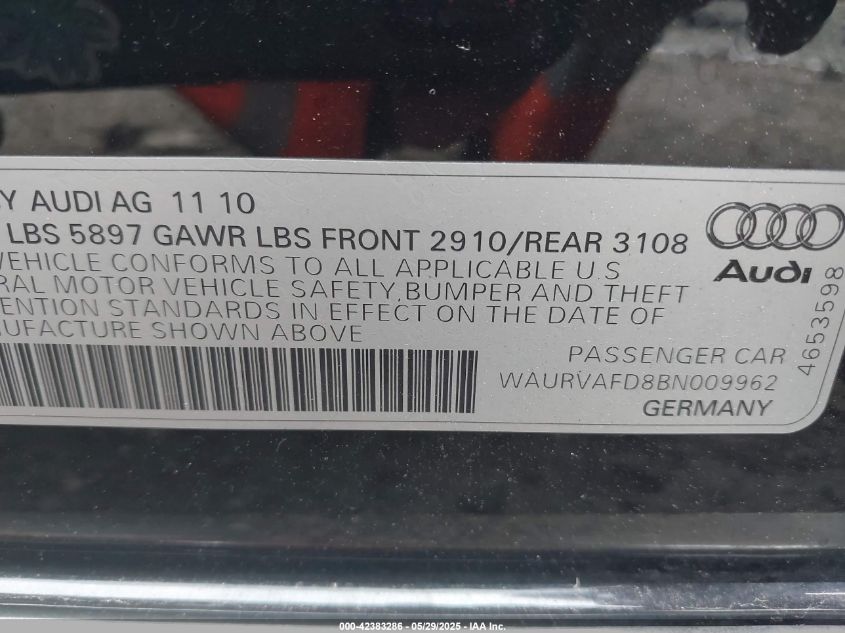 BY AUDI AG 11 10
LBS 5897 GAWR LBS FRONT 2910/REAR 3108
VEHICLE CONFORMS TO ALL APPLICABLE U.S
RAL MOTOR VEHICLE SAFETY, BUMPER AND THEFT
ENTION STANDARDS IN EFFECT ON THE DATE OF
NUFACTURE SHOWN ABOVE
PASSENGER CAR
WAURVAFD8BN009962
GERMANY
Audi
4653598
000-42383286 - 05/29/2025 - IAA Inc.